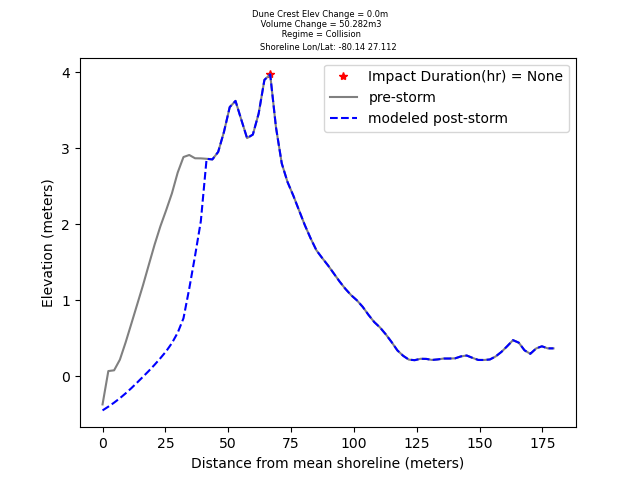 Dune Crest Elev Change = 0.0m
Volume Change = 50.282m3
Regime = Collision
Shoreline Lon/Lat: -80.14 27.112
Impact Duration(hr) = None
pre-storm
modeled post-storm
4
3
2
1
0
Elevation (meters)
0 25 50 75 100 125 150 175
Distance from mean shoreline (meters)